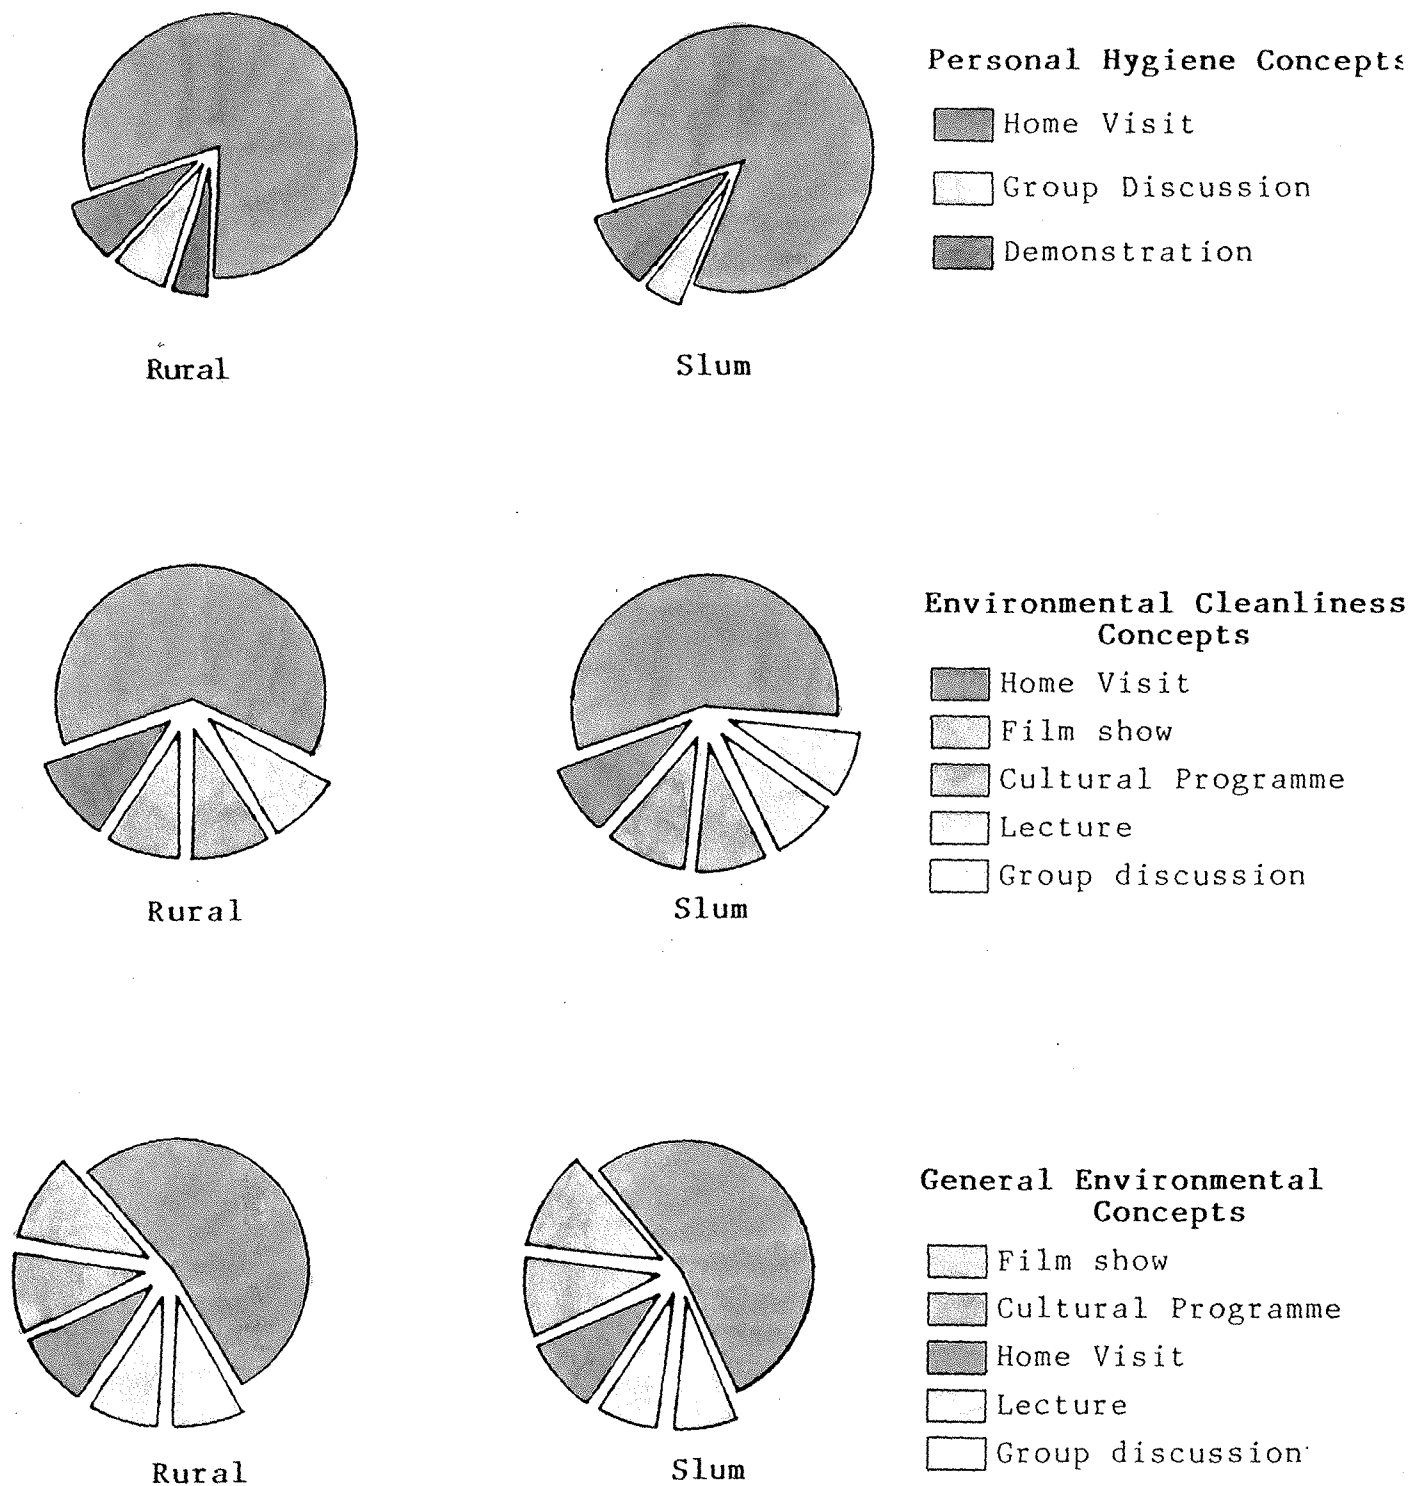 Personal Hygiene Concepts
Home Visit
Group Discussion
Demonstration
Rural
Slum
Environmental Cleanliness
Concepts
Home Visit
Film show
Cultural Programme
Lecture
Group discussion
Rural
Slum
General Environmental
Concepts
Film show
Cultural Programme
Home Visit
Lecture
Group discussion
Rural
Slum